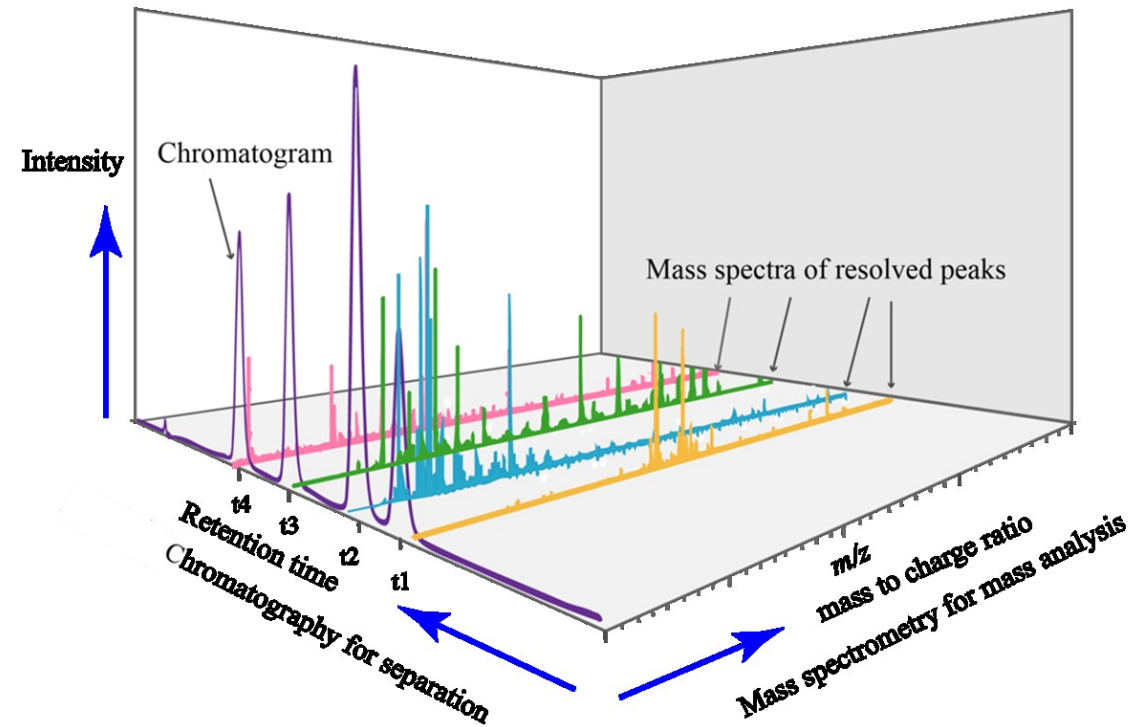 Intensity
Chromatogram
Mass spectra of resolved peaks
t4
t3
t2
t1
Retention time
Chromatography for separation
m/z
mass to charge ratio
Mass spectrometry for mass analysis